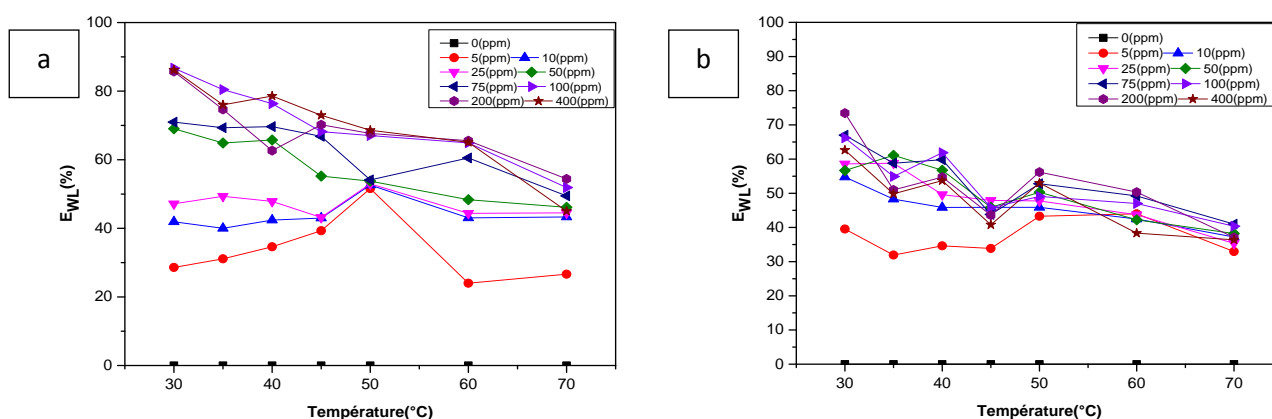 a
100
80
60
40
20
0
E_WL(%)
0(ppm)
5(ppm) 10(ppm)
25(ppm) 50(ppm)
75(ppm) 100(ppm)
200(ppm) 400(ppm)
30 40 50 60 70
Température(°C)
b
100
90
80
70
60
50
40
30
20
10
0
E_WL(%)
0(ppm)
5(ppm) 10(ppm)
25(ppm) 50(ppm)
75(ppm) 100(ppm)
200(ppm) 400(ppm)
30 40 50 60 70
Température(°C)